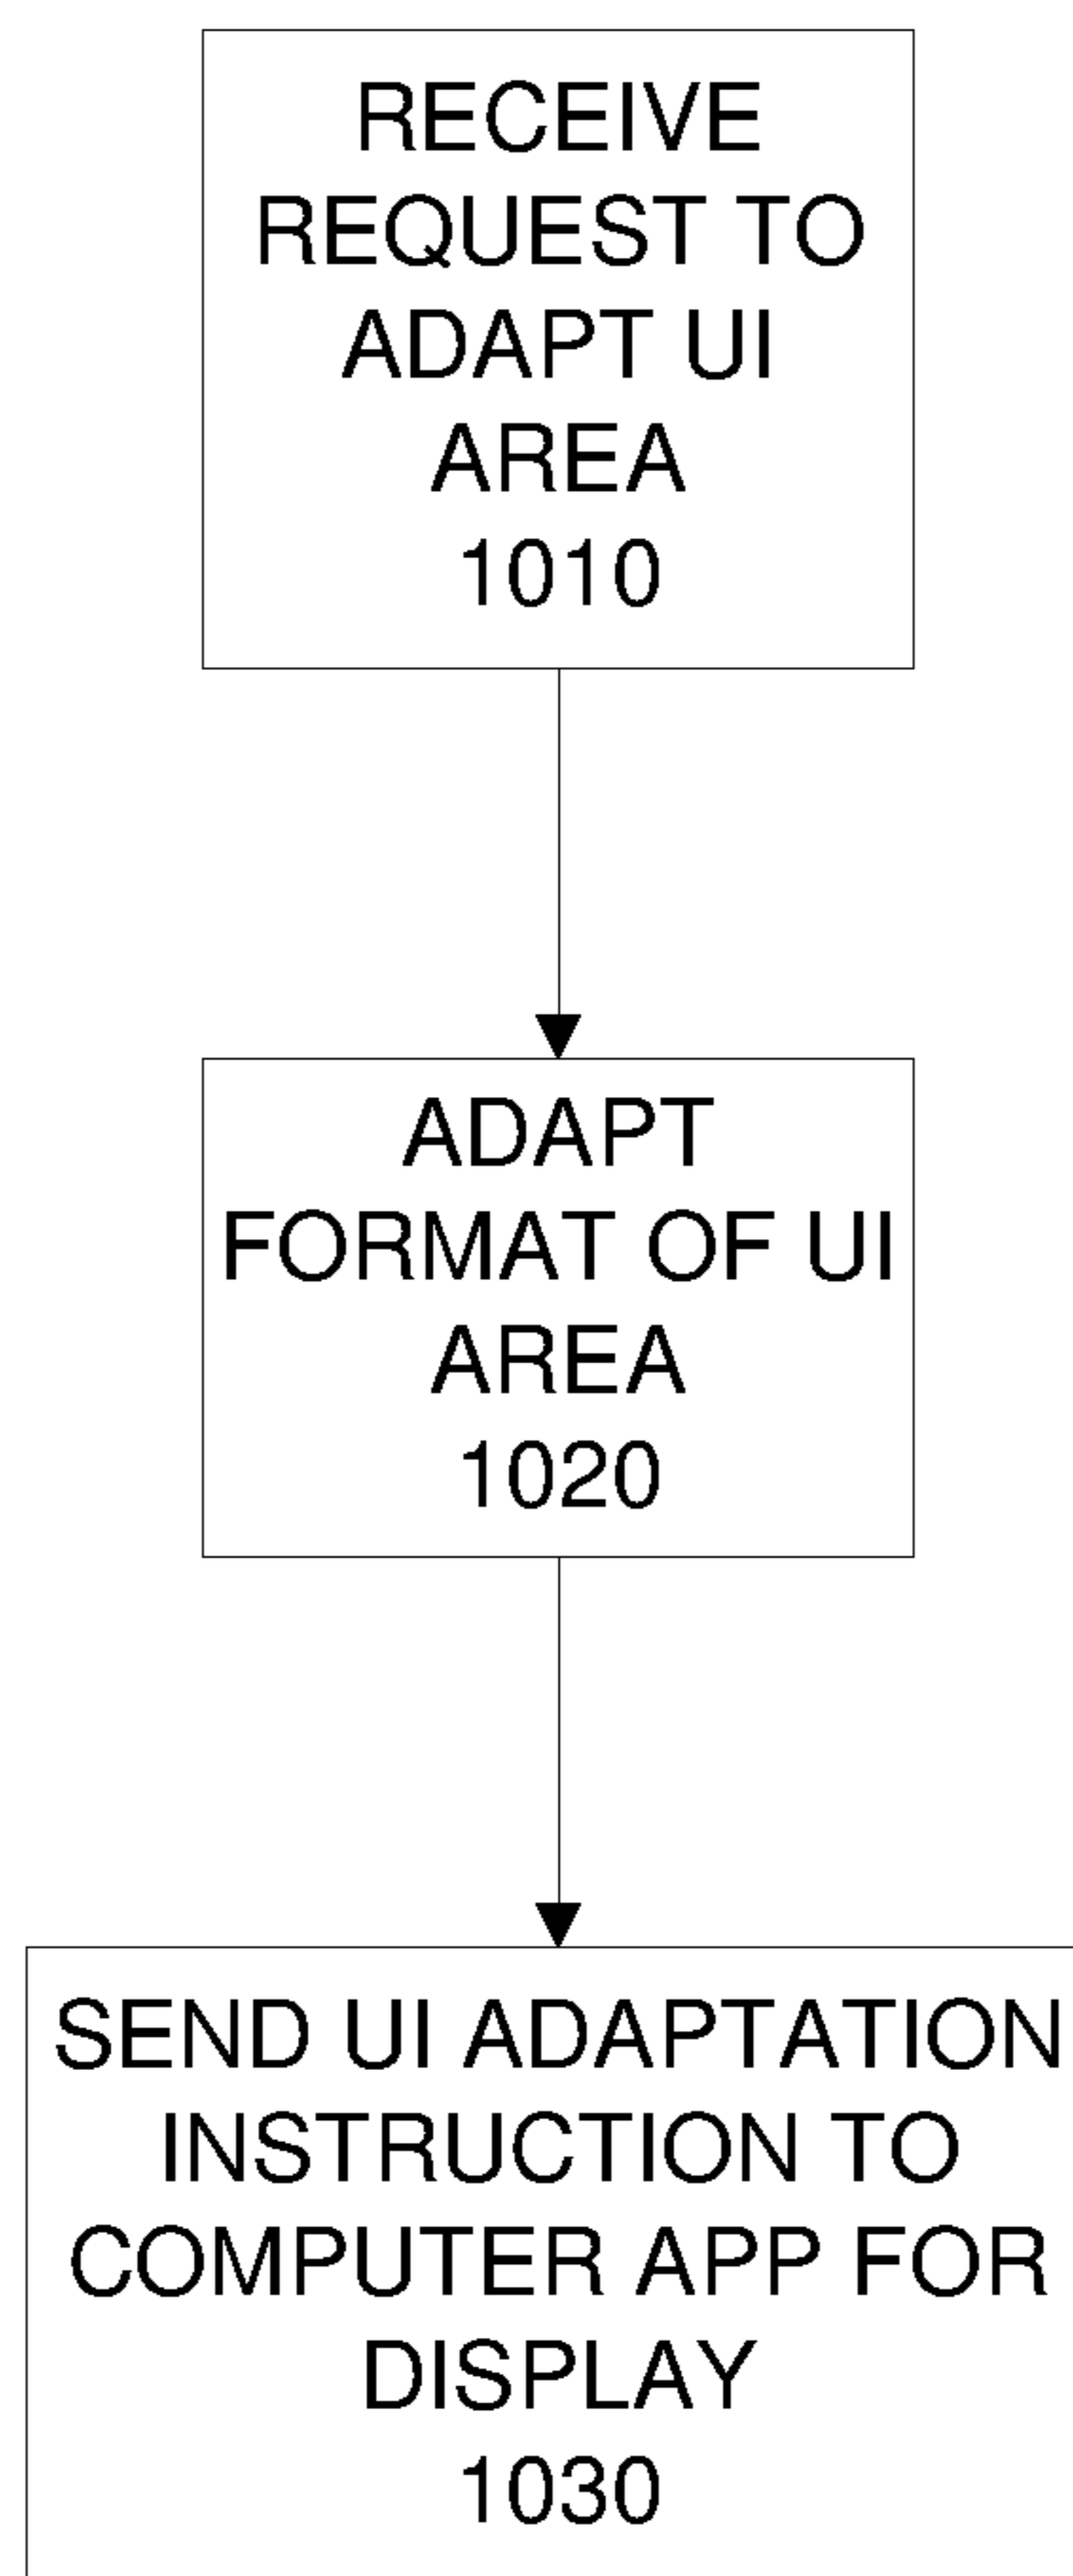 RECEIVE
REQUEST TO
ADAPT UI
AREA
1010
ADAPT
FORMAT OF UI
AREA
1020
SEND UI ADAPTATION
INSTRUCTION TO
COMPUTER APP FOR
DISPLAY
1030